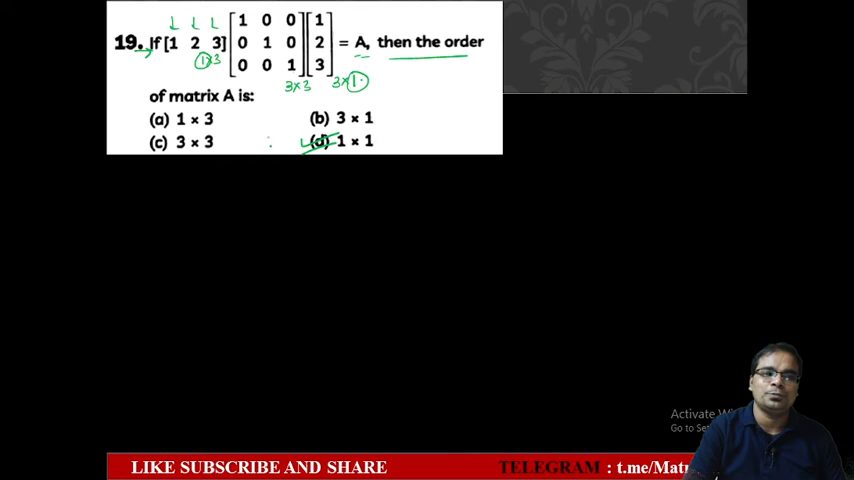 19. If [1 2 3] [1 0 0 0 1 0 0 0 1] [1 2 3] = A, then the order
1×3 3×3 3×1
of matrix A is:
(a) 1 × 3 (b) 3 × 1
(c) 3 × 3 (d) 1 × 1
Activate
Go to
LIKE SUBSCRIBE AND SHARE TELEGRAM : t.me/